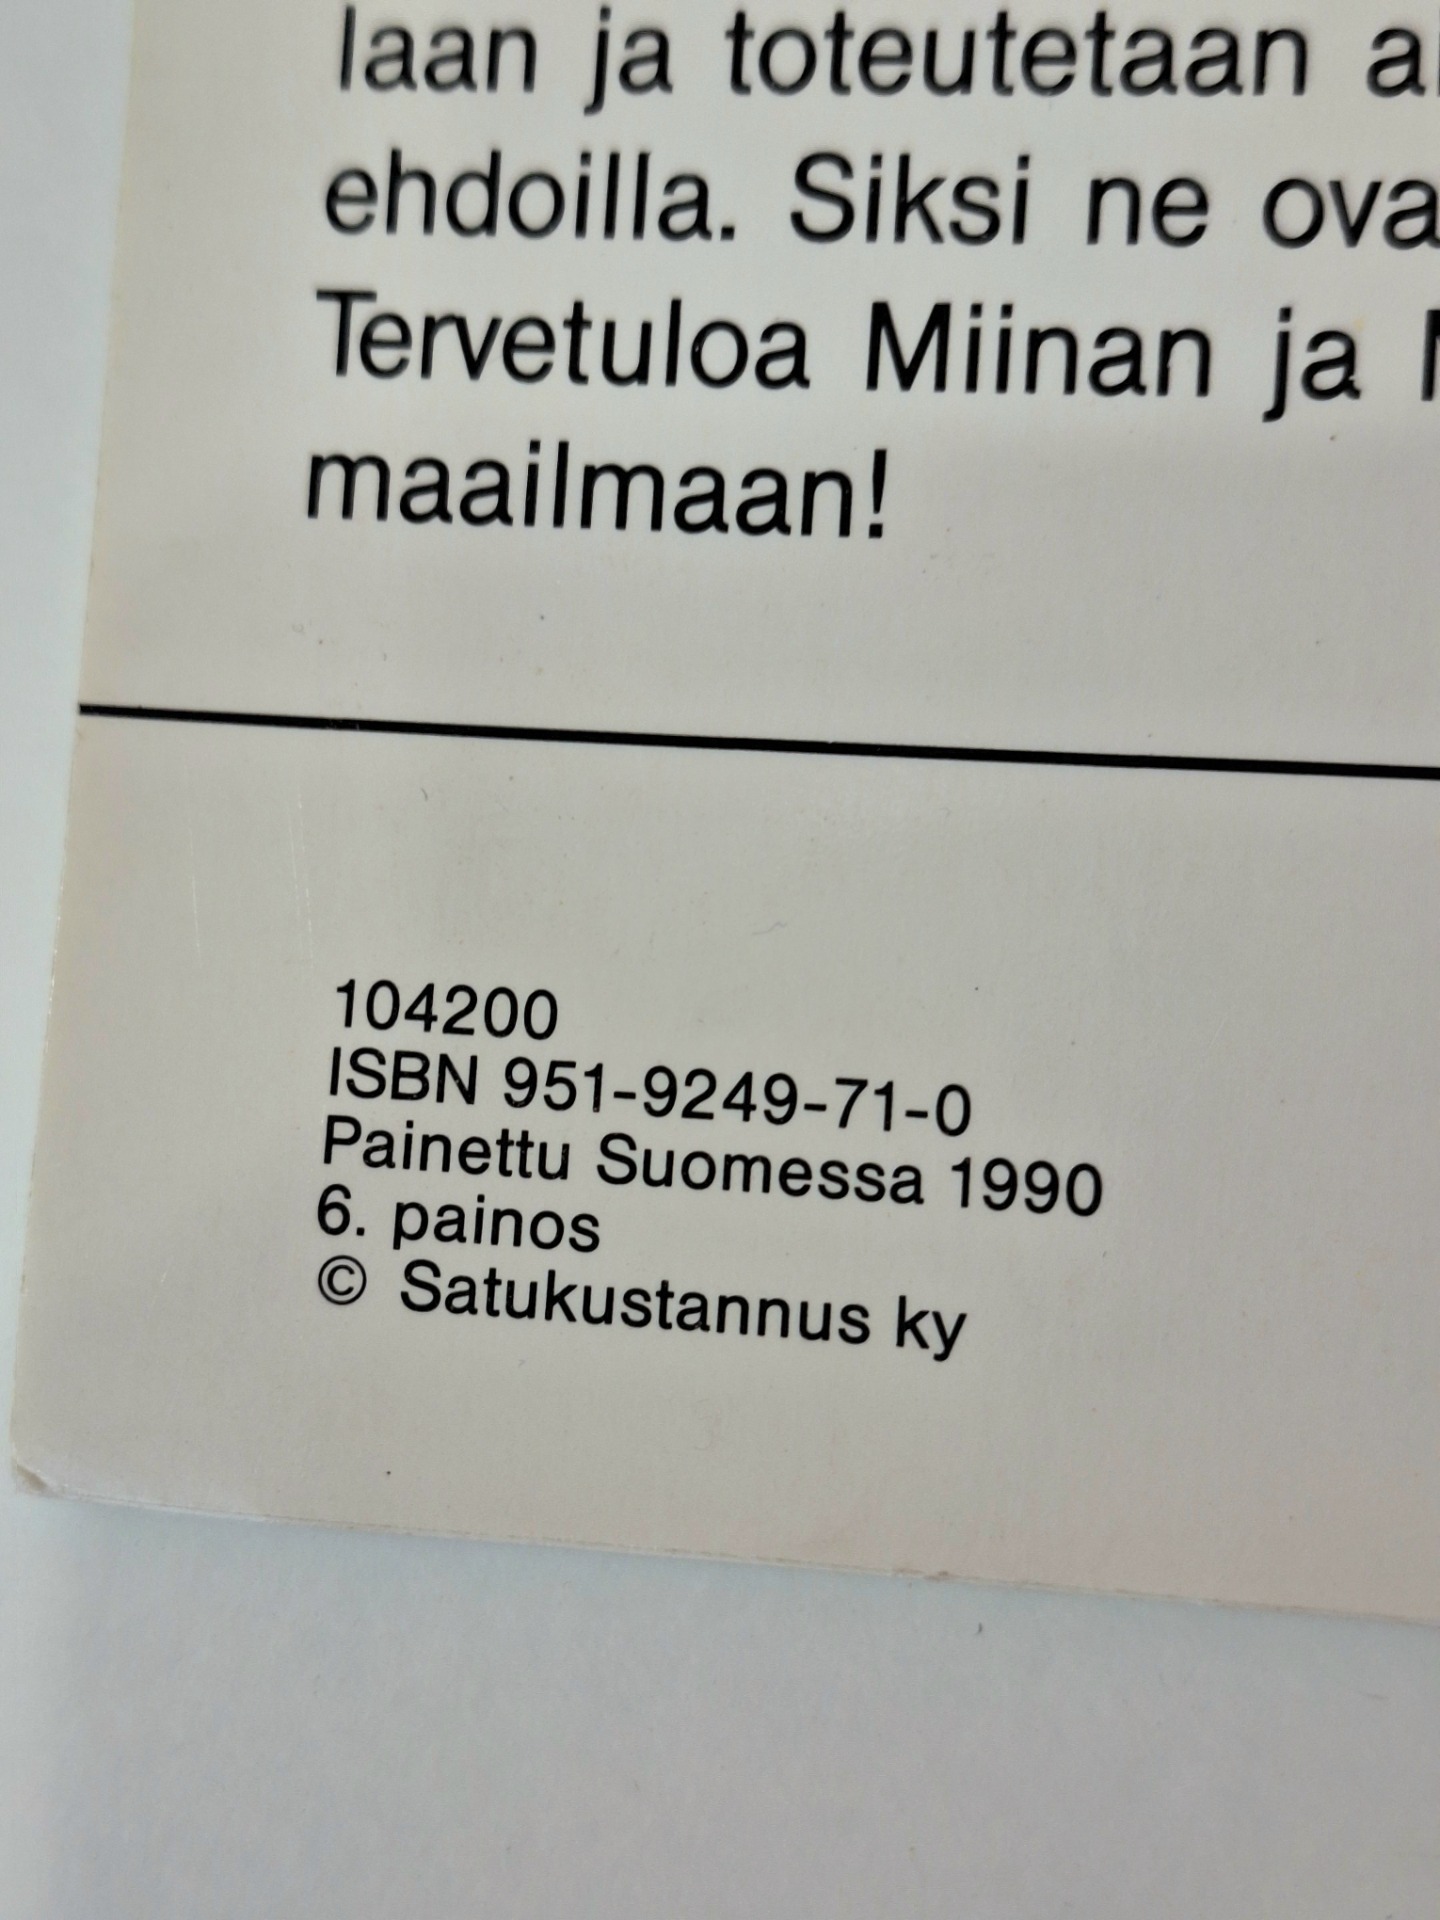 laan ja toteutetaan
ehdoilla. Siksi ne
Tervetuloa Miinan ja
maailmaan!
104200
ISBN 951-9249-71-0
Painettu Suomessa 1990
6. painos
© Satukustannus ky